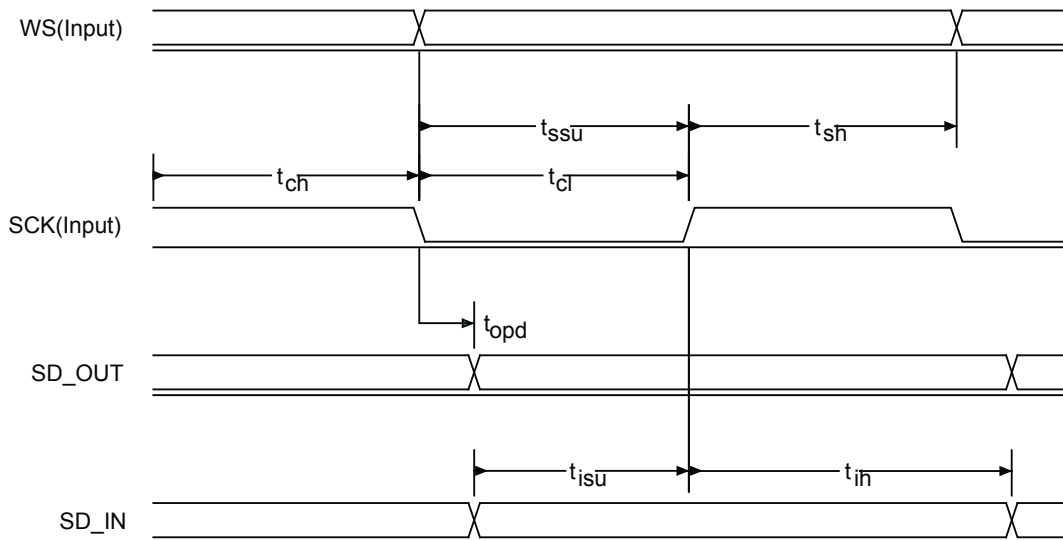 WS(Input)
tssu
tsh
tch
tcl
SCK(Input)
topd
SD_OUT
tisu
tih
SD_IN